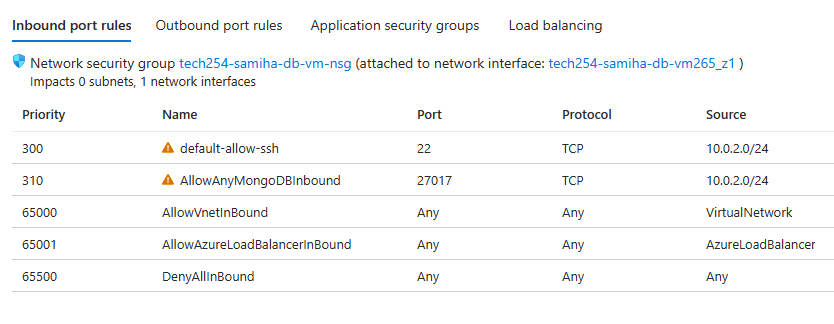 Inbound port rules Outbound port rules Application security groups Load balancing
Network security group tech254-samiha-db-vm-nsg (attached to network interface: tech254-samiha-db-vm265_z1 )
Impacts 0 subnets, 1 network interfaces
Priority Name Port Protocol Source
300 default-allow-ssh 22 TCP 10.0.2.0/24
310 AllowAnyMongoDBInbound 27017 TCP 10.0.2.0/24
65000 AllowVnetInBound Any Any VirtualNetwork
65001 AllowAzureLoadBalancerInBound Any Any AzureLoadBalancer
65500 DenyAllInBound Any Any Any